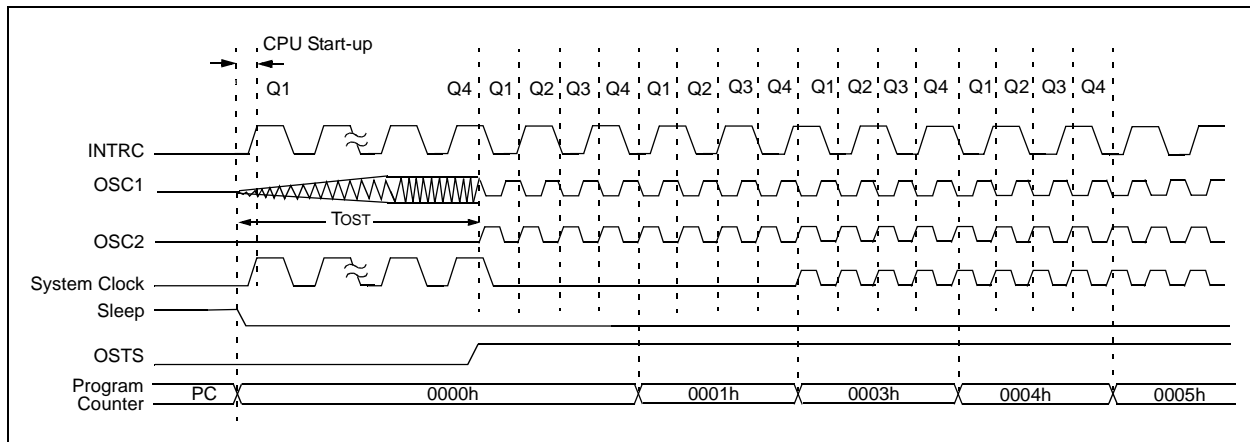 CPU Start-up
Q1 Q4 Q1 Q2 Q3 Q4 Q1 Q2 Q3 Q4 Q1 Q2 Q3 Q4 Q1 Q2 Q3 Q4
INTRC
OSC1
TOST
OSC2
System Clock
Sleep
OSTS
Program
Counter
PC 0000h 0001h 0003h 0004h 0005h